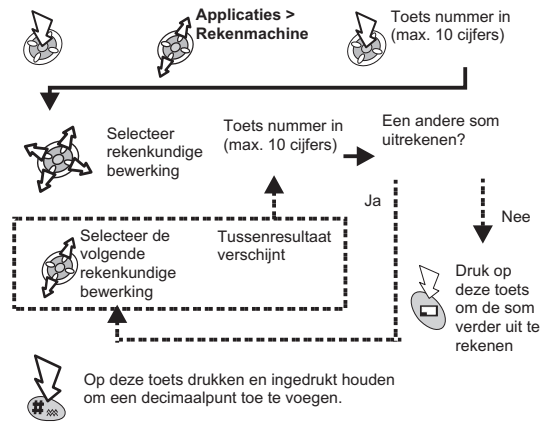 Applicaties >
Rekenmachine
Toets nummer in
(max. 10 cijfers)
Selecteer
rekenkundige
bewerking
Toets nummer in
(max. 10 cijfers)
Een andere som
uitrekenen?
Ja
Nee
Selecteer de
volgende
rekenkundige
bewerking
Tussenresultaat
verschijnt
Druk op
deze toets
om de som
verder uit te
rekenen
#
Op deze toets drukken en ingedrukt houden
om een decimaalpunt toe te voegen.